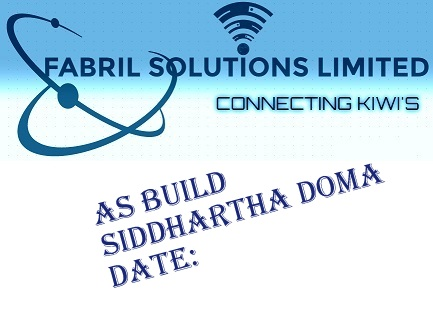 FABRIL SOLUTIONS LIMITED
CONNECTING KIWI'S
AS BUILD
SIDDHARTHA DOMA
DATE: